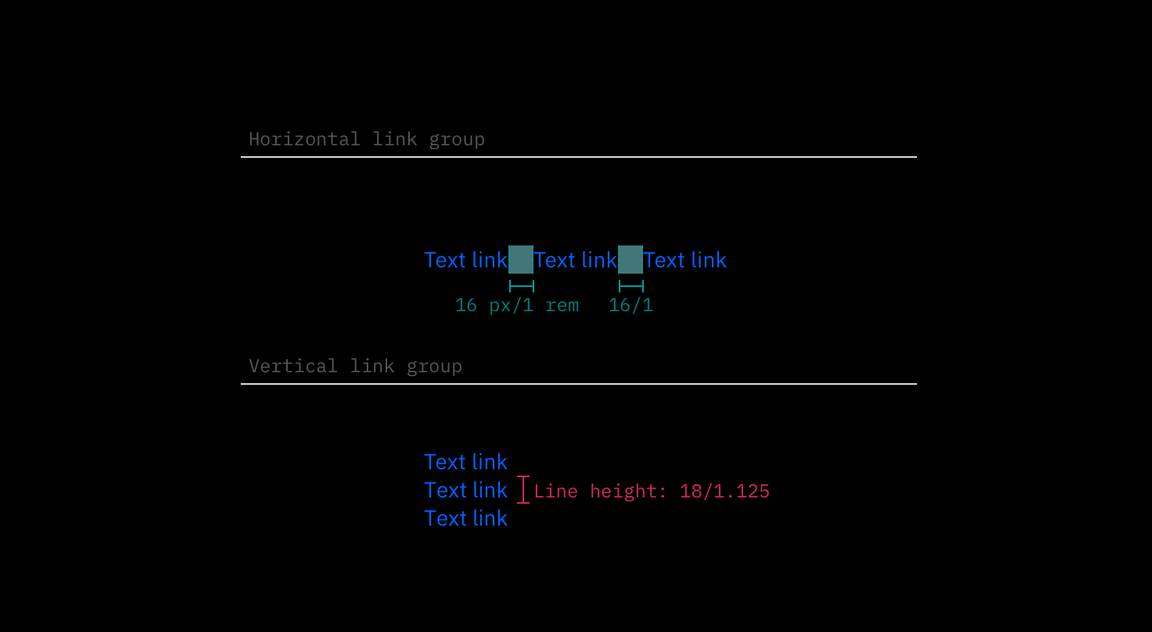 Horizontal link group
Text link Text link Text link
16 px/1 rem 16/1
Vertical link group
Text link
Text link Line height: 18/1.125
Text link